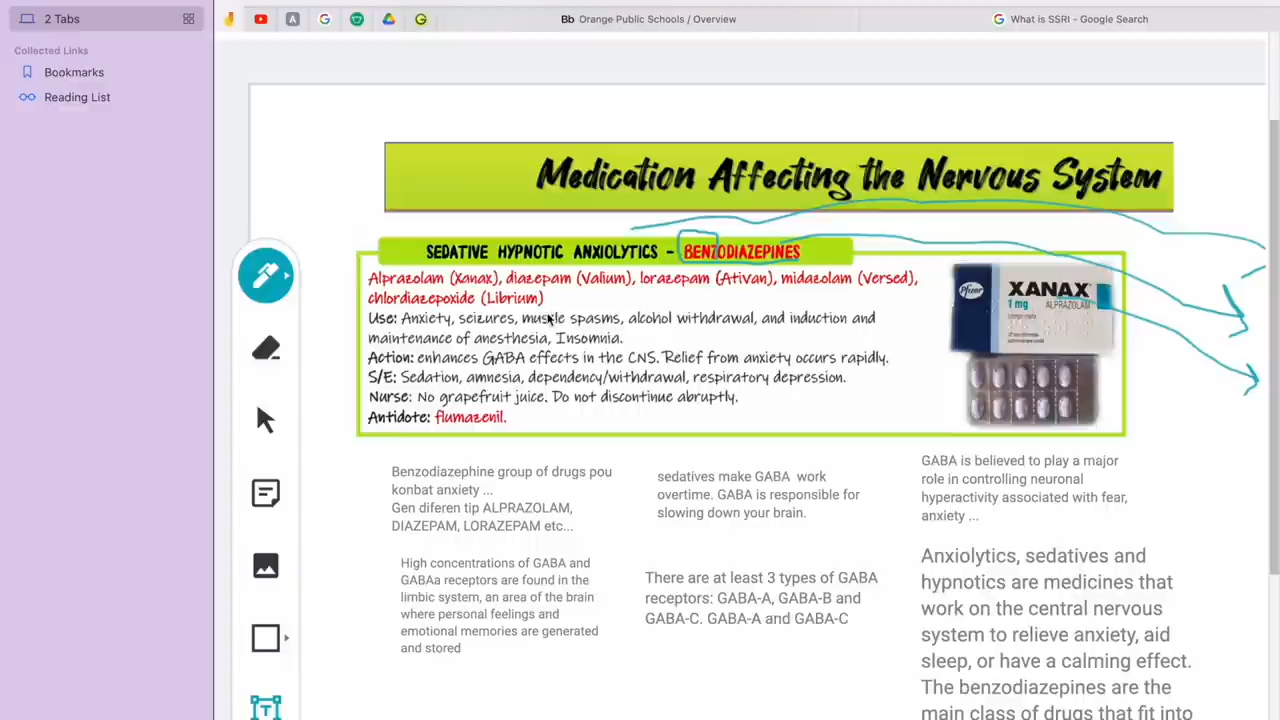 2 Tabs
Collected Links
Bookmarks
Reading List
A
G
G
Bb Orange Public Schools / Overview
G What is SSRI - Google Search
Medication Affecting the Nervous System
SEDATIVE HYPNOTIC ANXIOLYTICS - BENZODIAZEPINES
Alprazolam (Xanax), diazepam (Valium), lorazepam (Ativan), midazolam (Versed),
chlordiazepoxide (Librium)
Use: Anxiety, seizures, muscle spasms, alcohol withdrawal, and induction and
maintenance of anesthesia, Insomnia.
Action: enhances GABA effects in the CNS. Relief from anxiety occurs rapidly.
S/E: Sedation, amnesia, dependency/withdrawal, respiratory depression.
Nurse: No grapefruit juice. Do not discontinue abruptly.
Antidote: flumazenil.
Pfizer
XANAX
1 mg ALPRAZOLAM
Benzodiazephine group of drugs pou
konbat anxiety ...
Gen diferen tip ALPRAZOLAM,
DIAZEPAM, LORAZEPAM etc...
sedatives make GABA work
overtime. GABA is responsible for
slowing down your brain.
GABA is believed to play a major
role in controlling neuronal
hyperactivity associated with fear,
anxiety ...
High concentrations of GABA and
GABAa receptors are found in the
limbic system, an area of the brain
where personal feelings and
emotional memories are generated
and stored
There are at least 3 types of GABA
receptors: GABA-A, GABA-B and
GABA-C. GABA-A and GABA-C
Anxiolytics, sedatives and
hypnotics are medicines that
work on the central nervous
system to relieve anxiety, aid
sleep, or have a calming effect.
The benzodiazepines are the
main class of drugs that fit into
T